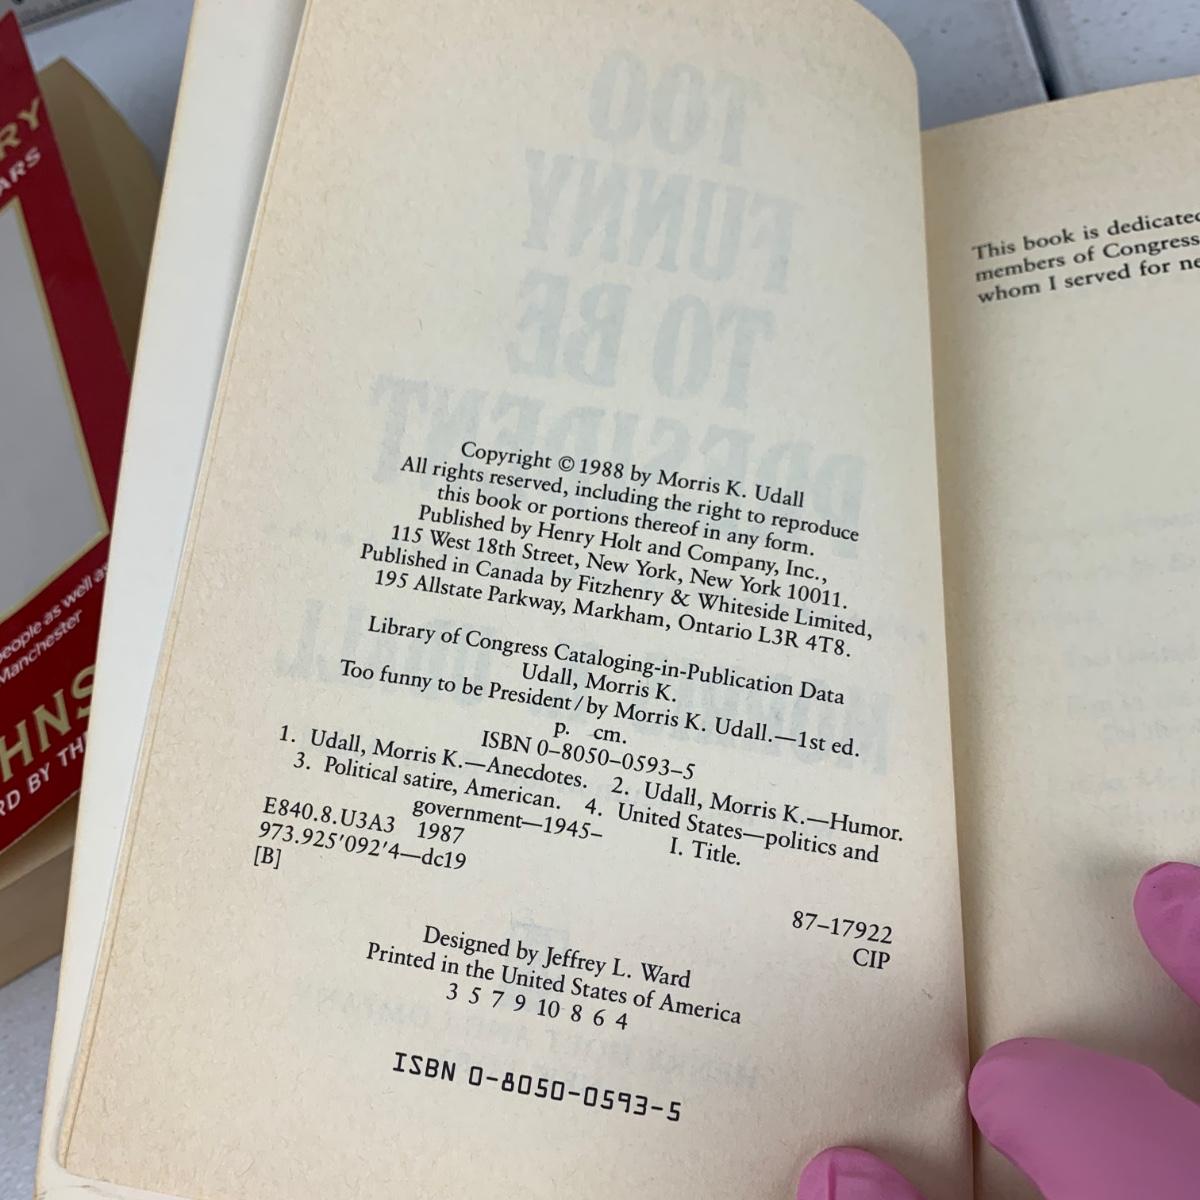 Copyright © 1988 by Morris K. Udall
All rights reserved, including the right to reproduce
this book or portions thereof in any form.
Published by Henry Holt and Company, Inc.,
115 West 18th Street, New York, New York 10011.
Published in Canada by Fitzhenry & Whiteside Limited,
195 Allstate Parkway, Markham, Ontario L3R 4T8.
Library of Congress Cataloging-in-Publication Data
Udall, Morris K.
Too funny to be President / by Morris K. Udall.—1st ed.
p. cm.
ISBN 0-8050-0593-5
1. Udall, Morris K.—Anecdotes. 2. Udall, Morris K.—Humor.
3. Political satire, American. 4. United States—politics and
government—1945– I. Title.
E840.8.U3A3 1987
973.925'092'4—dc19
[B]
87-17922
CIP
Designed by Jeffrey L. Ward
Printed in the United States of America
3 5 7 9 10 8 6 4
ISBN 0-8050-0593-5
This book is dedicated
members of Congress
whom I served for
people as well as
Manchester
BY